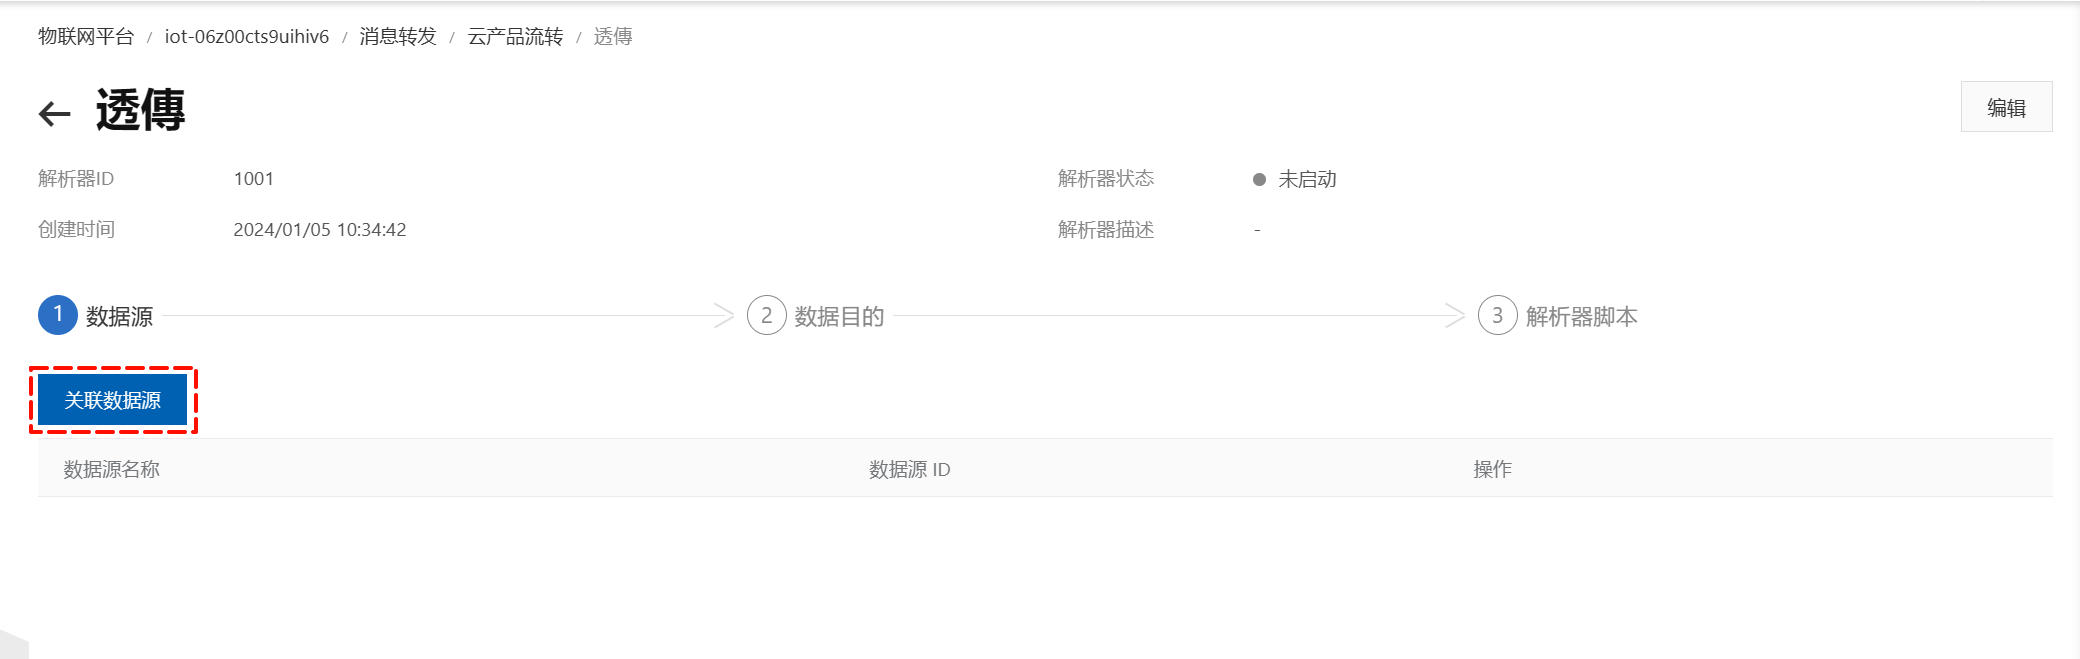 物联网平台 / iot-06z00cts9uihiv6 / 消息转发 / 云产品流转 / 透傳
透傳
编辑
解析器ID 1001 解析器状态 未启动
创建时间 2024/01/05 10:34:42 解析器描述 -
1 数据源 2 数据目的 3 解析器脚本
关联数据源
数据源名称 数据源 ID 操作